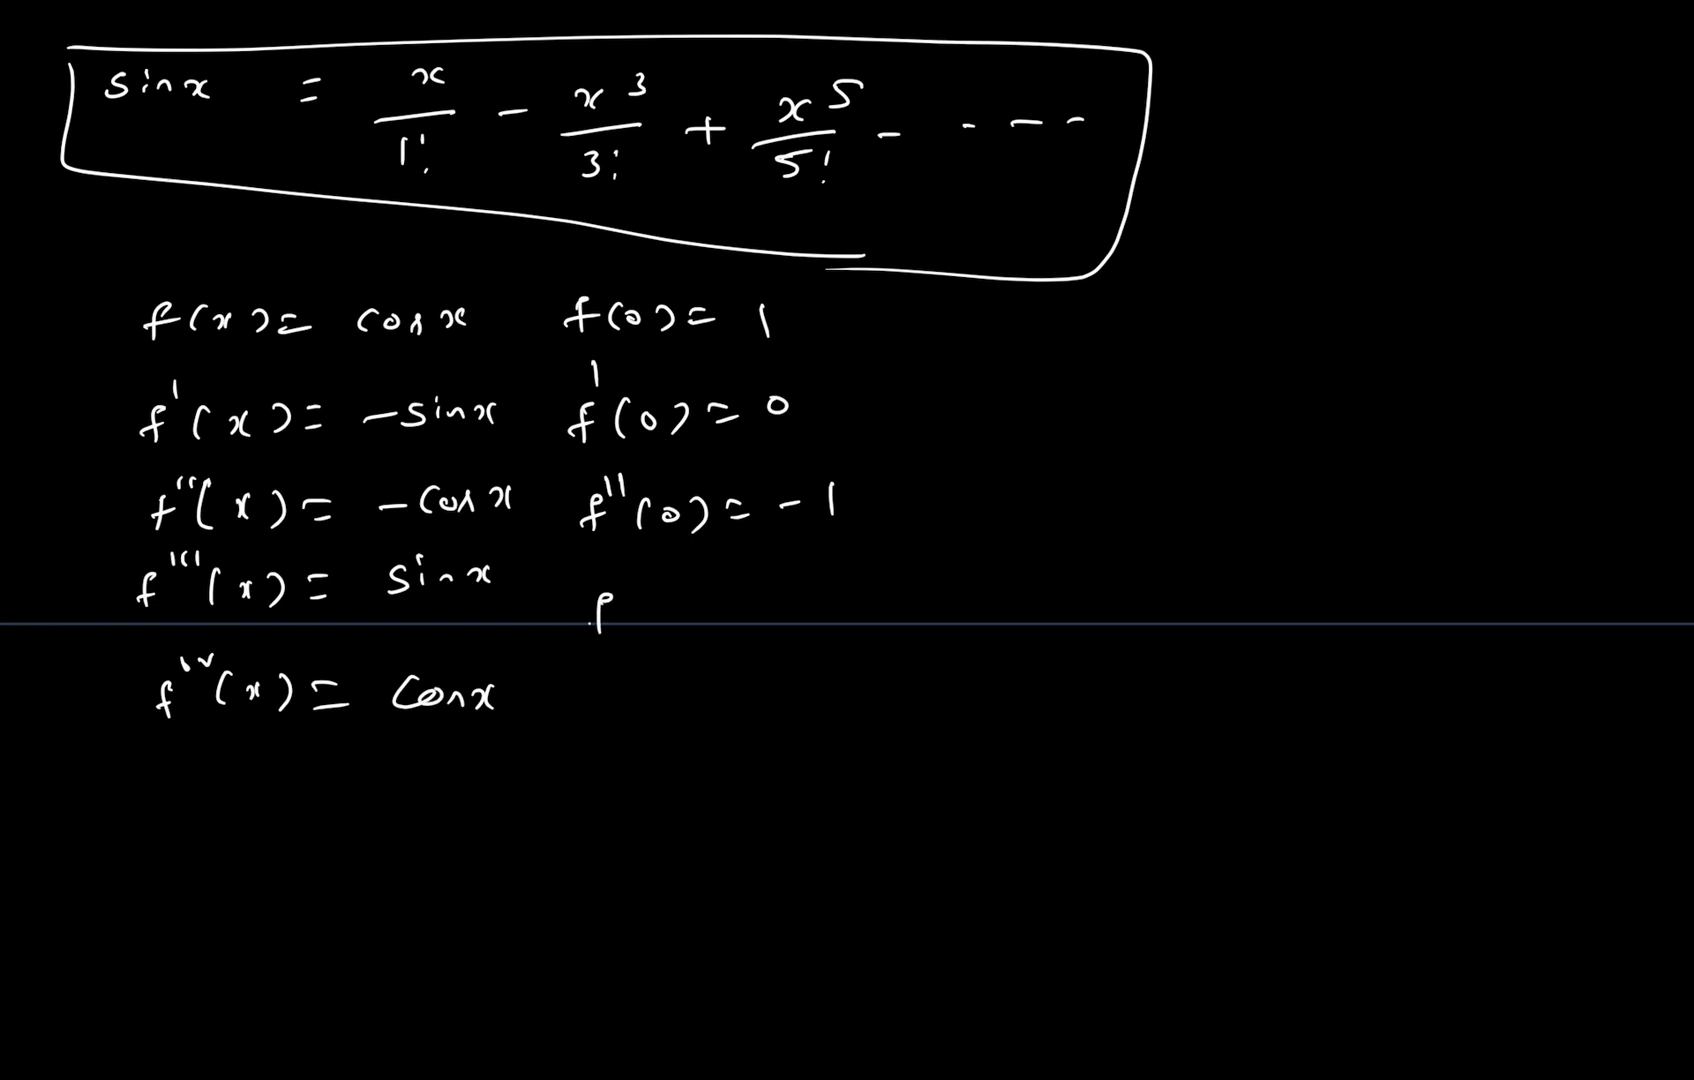 sinx = x/1! - x^3/3! + x^5/5! - - - -
f(x) = cosx f(0) = 1
f'(x) = -sinx f'(0) = 0
f''(x) = -cosx f''(0) = -1
f'''(x) = sinx f
f^iv(x) = cosx